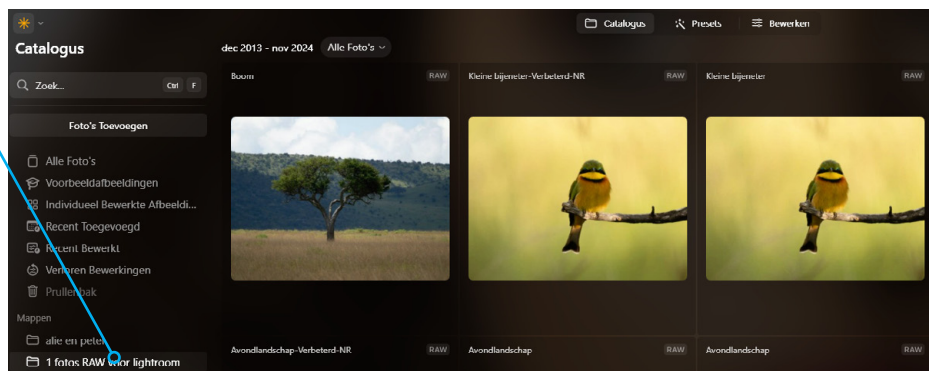 Catalogus Presets Bewerken
Catalogus
dec 2013 - nov 2024 Alle Foto's
Zoek... Ctrl F
Boom RAW
Kleine bijeneter-Verbeterd-NR RAW
Kleine bijeneter RAW
Foto's Toevoegen
Alle Foto's
Voorbeeldafbeeldingen
Individueel Bewerkte Afbeeldi...
Recent Toegevoegd
Recent Bewerkt
Verloren Bewerkingen
Prullenbak
Mappen
alie en peter
1 fotos RAW voor lightroom
Avondlandschap-Verbeterd-NR RAW
Avondlandschap RAW
Avondlandschap RAW